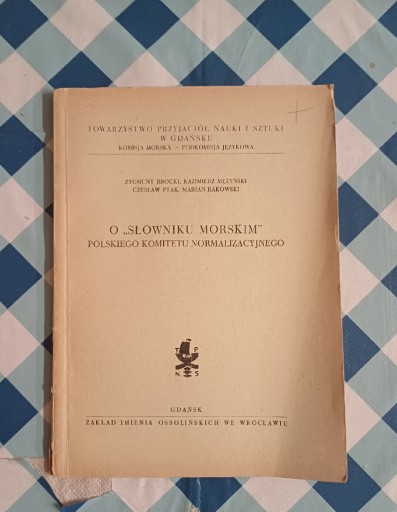 TOWARZYSTWO PRZYJACIÓŁ NAUKI I SZTUKI
W GDAŃSKU
KOMISJA MORSKA — PODKOMISJA JĘZYKOWA
ZYGMUNT BROCKI, KAZIMIERZ MĘŻYŃSKI
CZESŁAW PTAK, MARIAN RAKOWSKI
O „SŁOWNIKU MORSKIM"
POLSKIEGO KOMITETU NORMALIZACYJNEGO
T P
N S
GDAŃSK
ZAKŁAD IMIENIA OSSOLIŃSKICH WE WROCŁAWIU